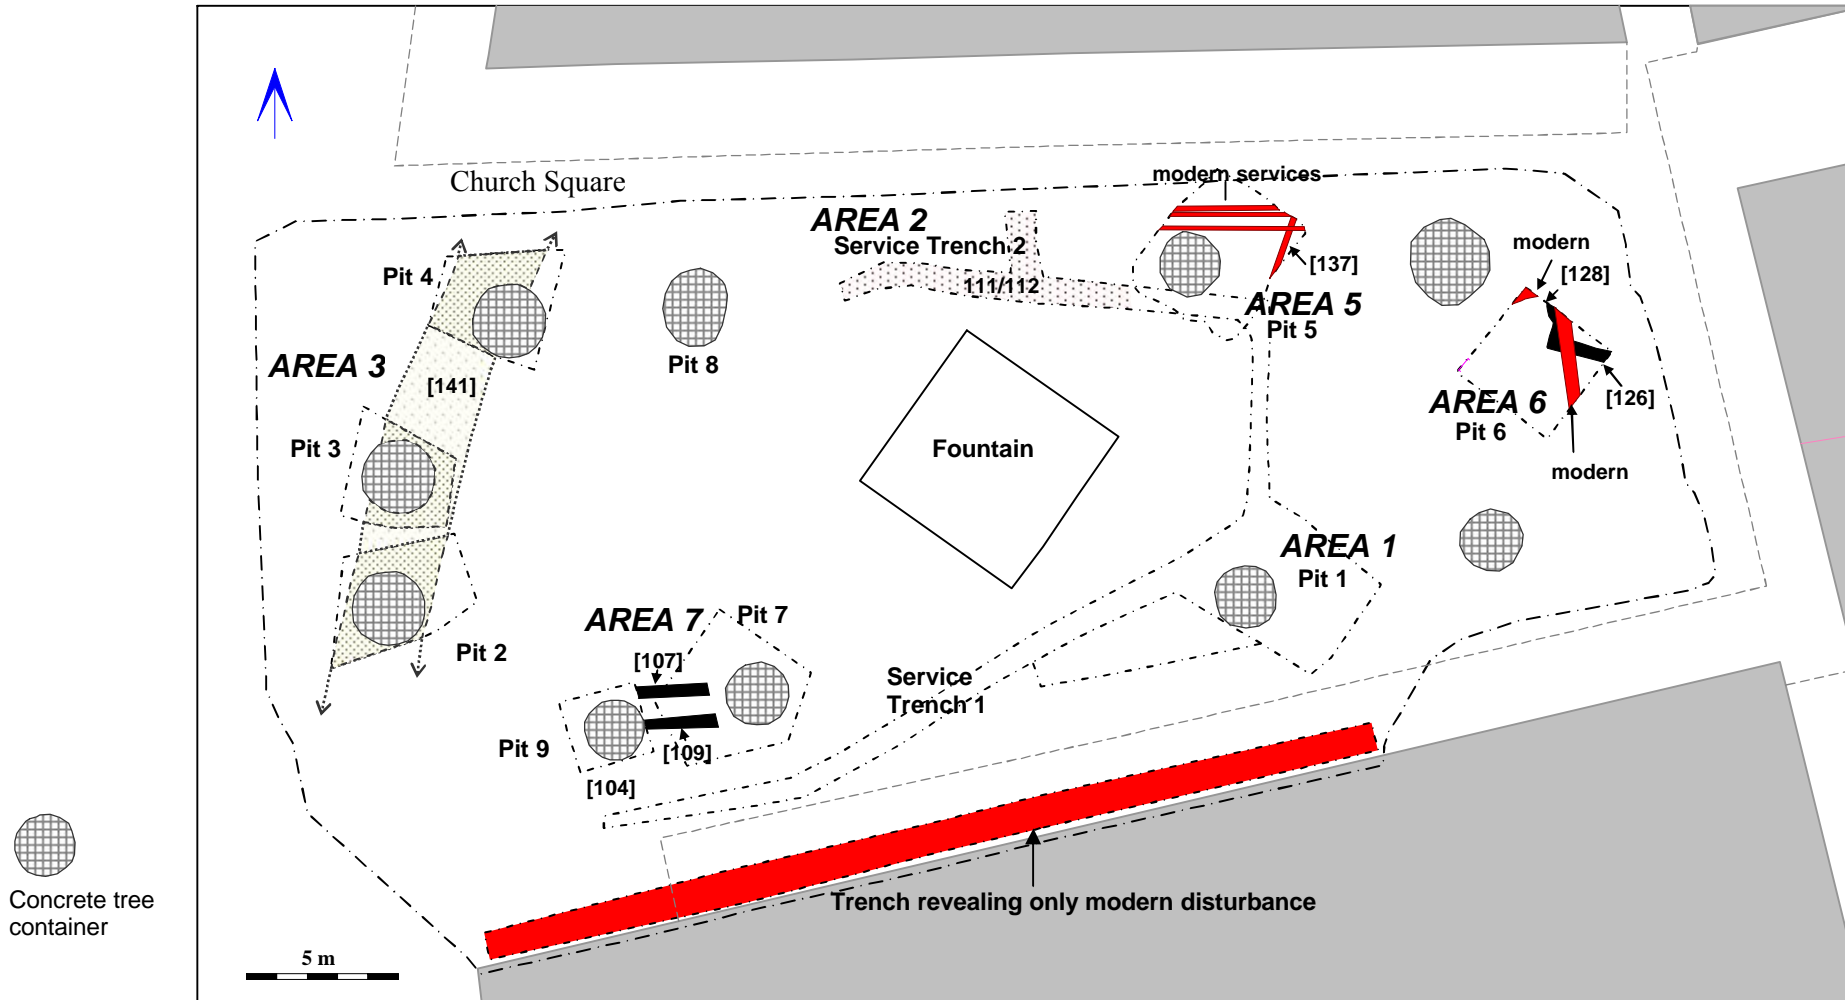 modern services
Church Square
AREA 2
Service Trench 2
modern
[128]
[137]
Pit 4
111/112
AREA 5
Pit 5
AREA 3
Pit 8
[141]
AREA 6
[126]
Pit 6
Pit 3
Fountain
modern
AREA 1
Pit 1
AREA 7
Pit 7
Pit 2
[107]
Service
Trench 1
Pit 9
[109]
[104]
Concrete tree
container
Trench revealing only modern disturbance
5 m